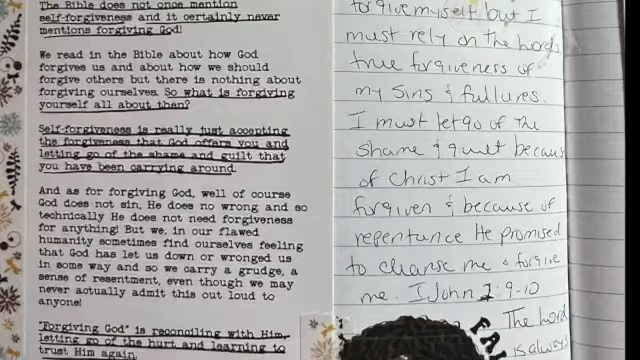 The Bible does not once mention
self-forgiveness and it certainly never
mentions forgiving God!
We read in the Bible about how God
forgives us and about how we should
forgive others but there is nothing about
forgiving ourselves. So what is forgiving
yourself all about then?
Self-forgiveness is really just accepting
the forgiveness that God offers you and
letting go of the shame and guilt that
you have been carrying around.
And as for forgiving God, well of course
God does not sin, He does no wrong and so
technically He does not need forgiveness
for anything! But we, in our flawed
humanity sometimes find ourselves feeling
that God has let us down or wronged us
in some way and so we carry a grudge, a
sense of resentment, even though we may
never actually admit this out loud to
anyone!
"Forgiving God" is reconciling with Him,
letting go of the hurt and learning to
trust Him again.
forgive myself but I
must rely on the words
true forgiveness of
my sins &
I must let go of the
shame & guilt because
of Christ I am
forgiven & because of
repentance He promised
to cleanse me & forgive
me. I John 1:9-10
The Lord
is always
FA